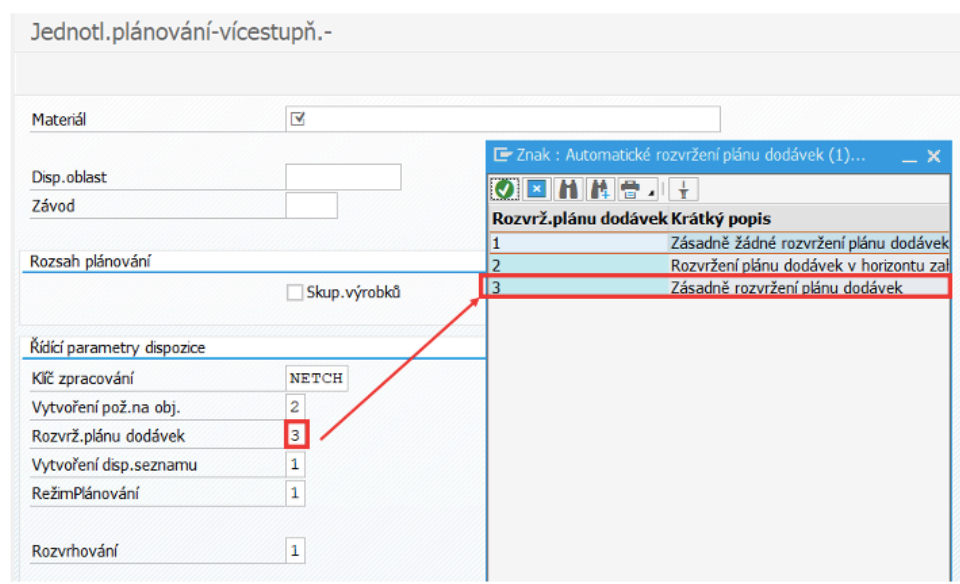 Jednotl.plánování-vícestupň.-
Materiál
Disp.oblast
Závod
Rozsah plánování
Skup.výrobků
Řídící parametry dispozice
Klíč zpracování NETCH
Vytvoření pož.na obj. 2
Rozvrž.plánu dodávek 3
Vytvoření disp.seznamu 1
RežimPlánování 1
Rozvrhování 1
Znak : Automatické rozvržení plánu dodávek (1)...
Rozvrž.plánu dodávek Krátký popis
1 Zásadně žádné rozvržení plánu dodávek
2 Rozvržení plánu dodávek v horizontu zah
3 Zásadně rozvržení plánu dodávek